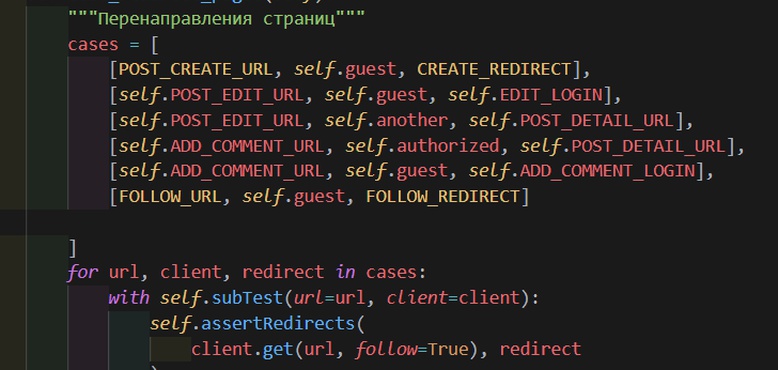 """Перенаправления страниц"""
cases = [
[POST_CREATE_URL, self.guest, CREATE_REDIRECT],
[self.POST_EDIT_URL, self.guest, self.EDIT_LOGIN],
[self.POST_EDIT_URL, self.another, self.POST_DETAIL_URL],
[self.ADD_COMMENT_URL, self.authorized, self.POST_DETAIL_URL],
[self.ADD_COMMENT_URL, self.guest, self.ADD_COMMENT_LOGIN],
[FOLLOW_URL, self.guest, FOLLOW_REDIRECT]
]
for url, client, redirect in cases:
with self.subTest(url=url, client=client):
self.assertRedirects(
client.get(url, follow=True), redirect